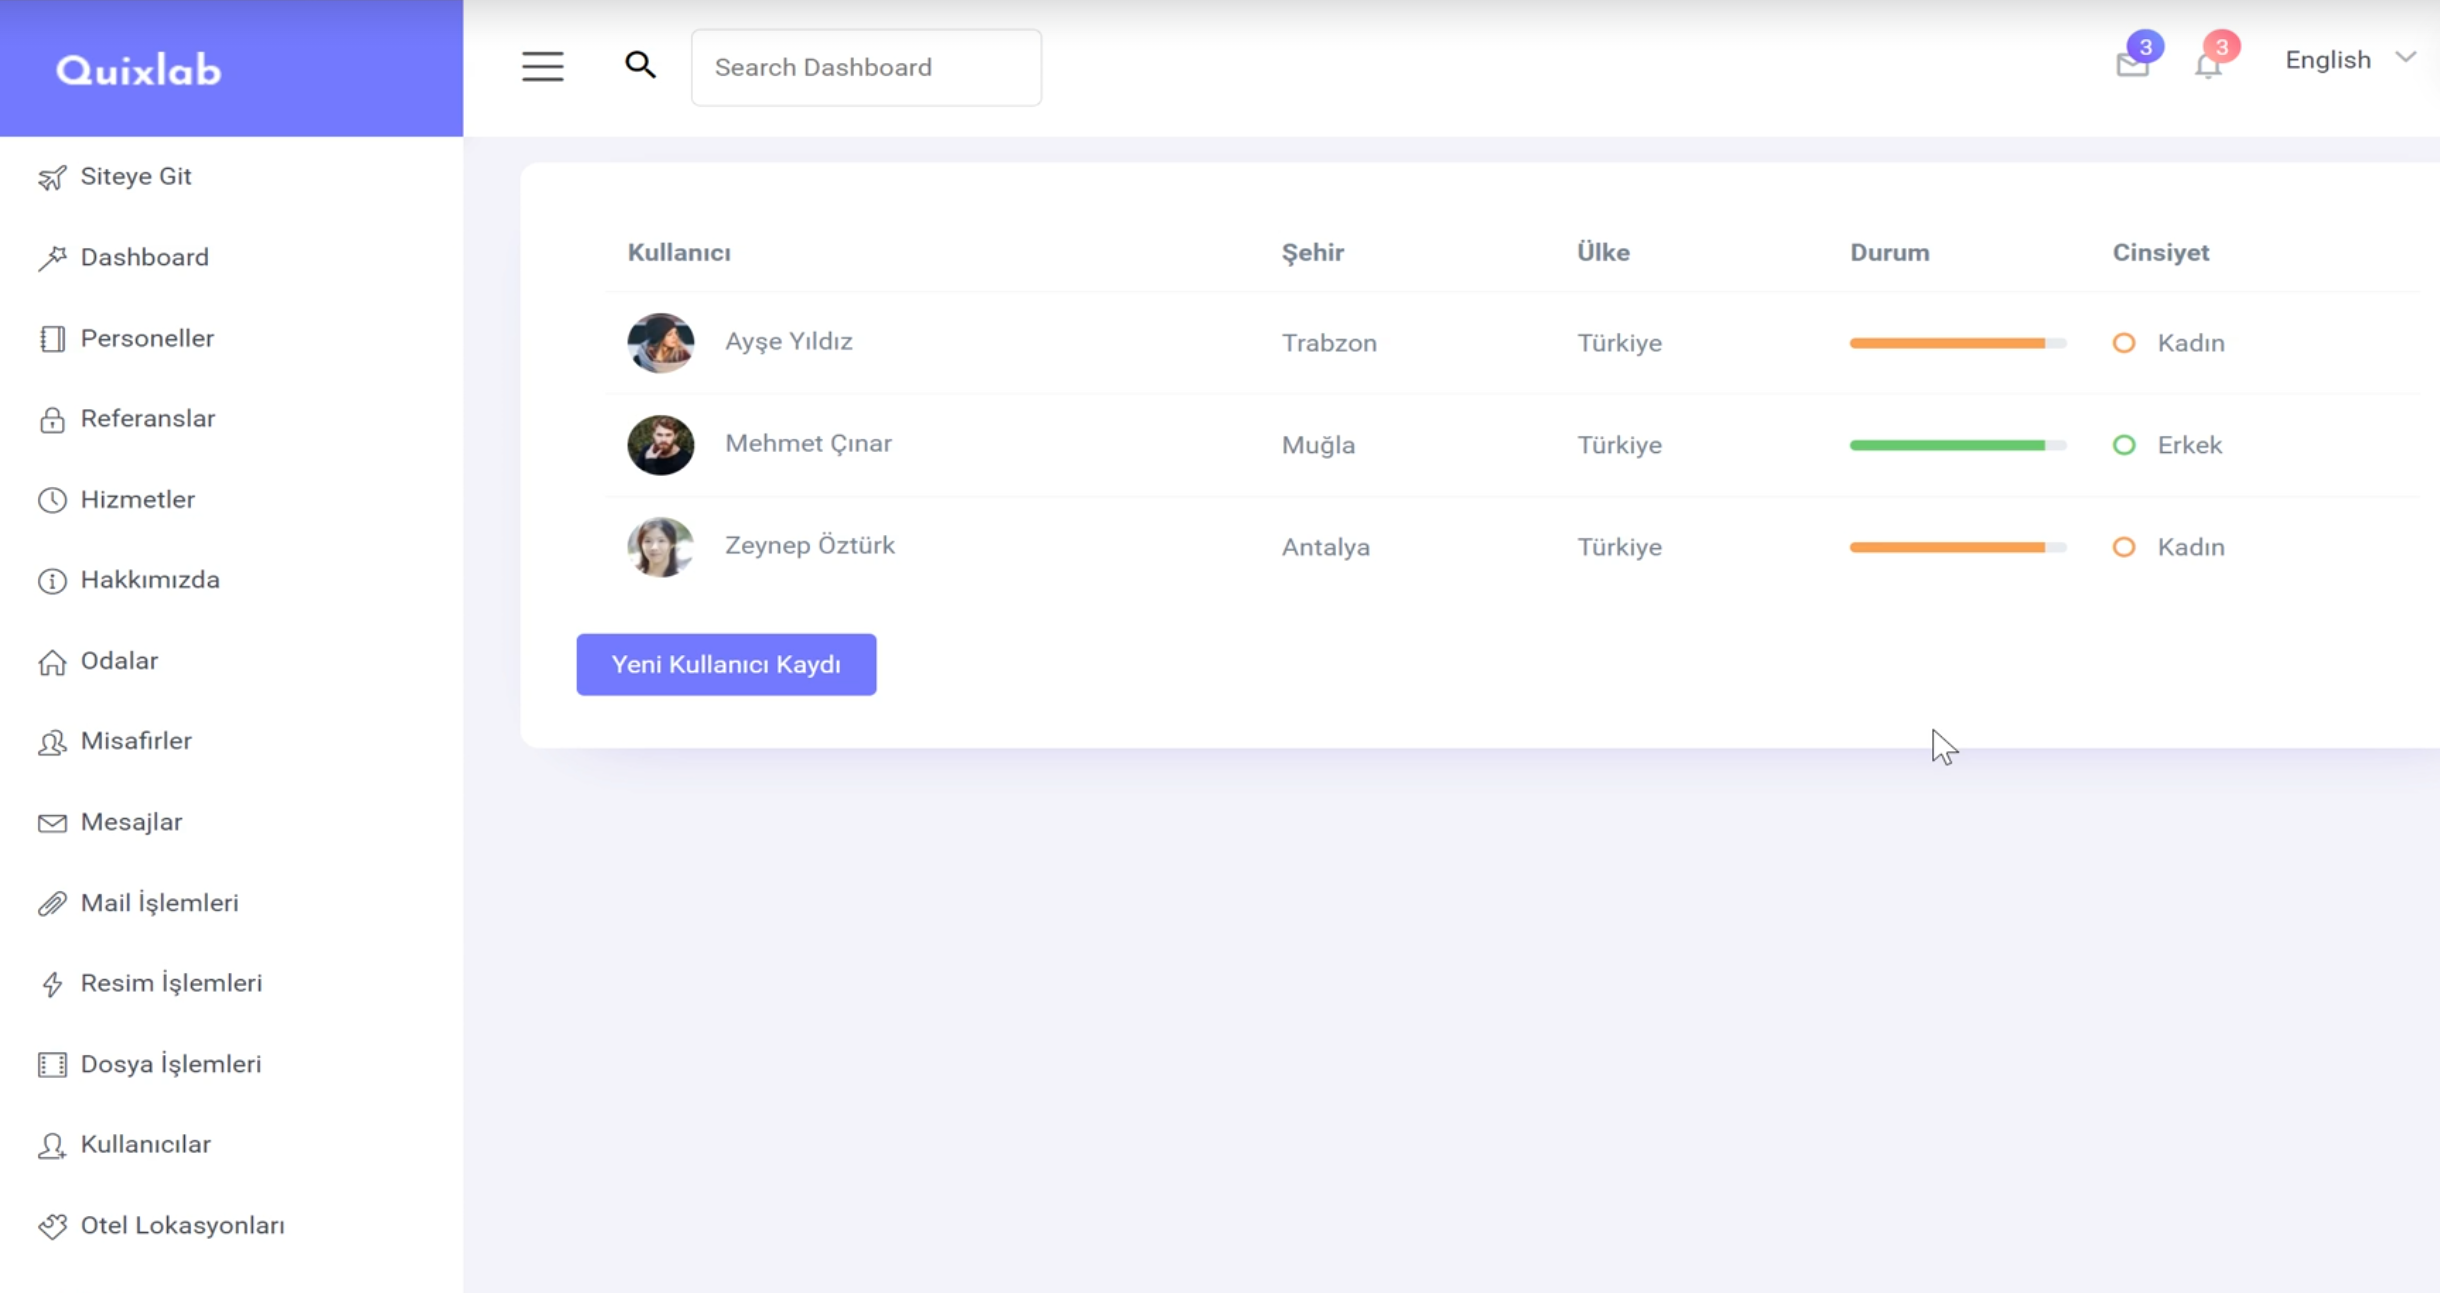 Quixlab
Search Dashboard
3
3
English
Siteye Git
Dashboard
Personeller
Referanslar
Hizmetler
Hakkımızda
Odalar
Misafirler
Mesajlar
Mail İşlemleri
Resim İşlemleri
Dosya İşlemleri
Kullanıcılar
Otel Lokasyonları
Kullanıcı Şehir Ülke Durum Cinsiyet
Ayşe Yıldız Trabzon Türkiye Kadın
Mehmet Çınar Muğla Türkiye Erkek
Zeynep Öztürk Antalya Türkiye Kadın
Yeni Kullanıcı Kaydı